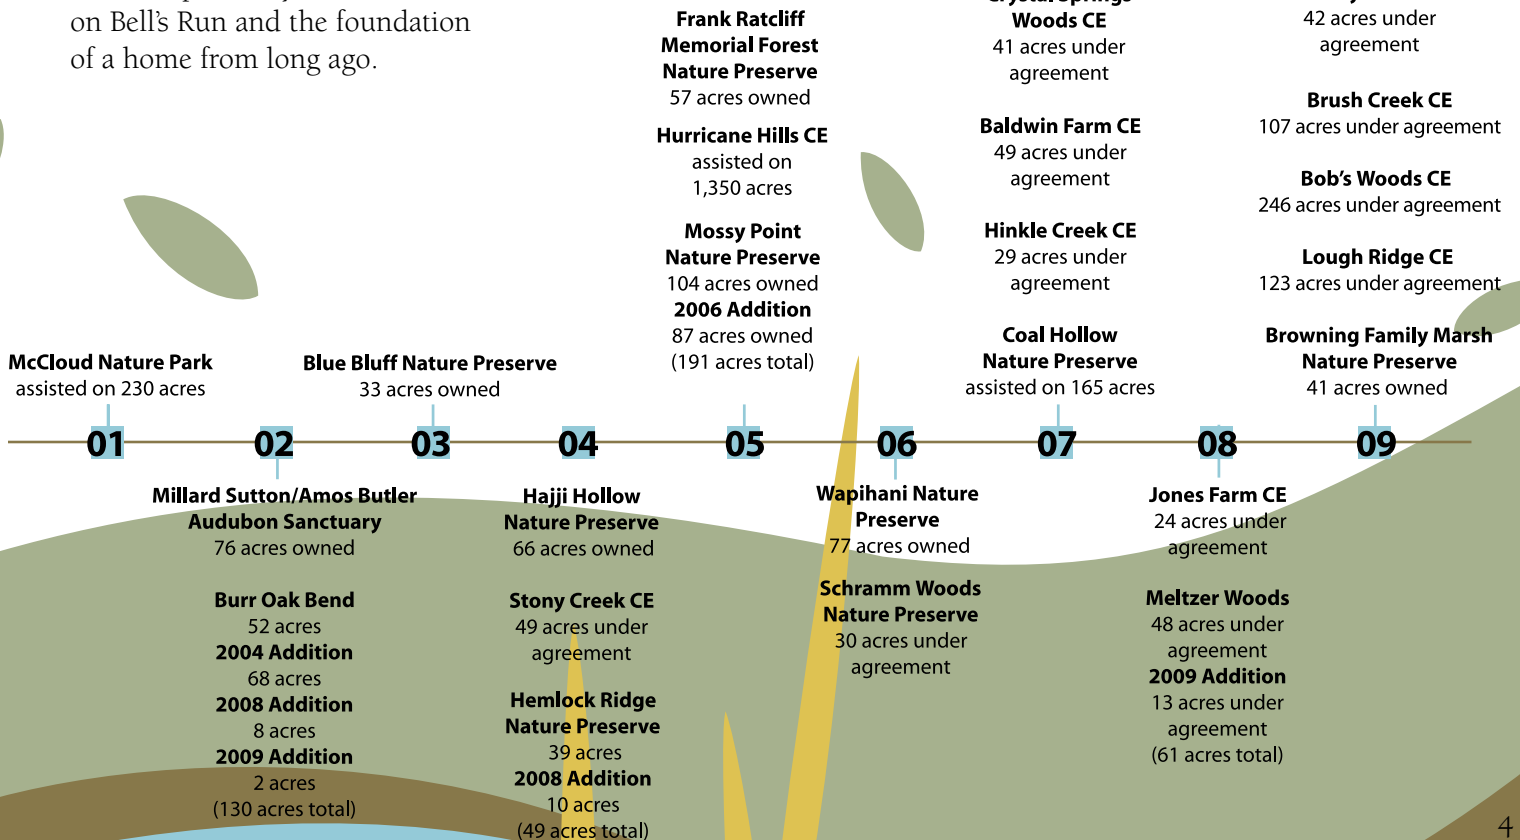 on Bell's Run and the foundation
of a home from long ago.
Frank Ratcliff
Memorial Forest
Nature Preserve
57 acres owned
Hurricane Hills CE
assisted on
1,350 acres
Mossy Point
Nature Preserve
104 acres owned
2006 Addition
87 acres owned
(191 acres total)
Woods CE
41 acres under
agreement
Baldwin Farm CE
49 acres under
agreement
Hinkle Creek CE
29 acres under
agreement
Coal Hollow
Nature Preserve
assisted on 165 acres
42 acres under
agreement
Brush Creek CE
107 acres under agreement
Bob's Woods CE
246 acres under agreement
Lough Ridge CE
123 acres under agreement
Browning Family Marsh
Nature Preserve
41 acres owned
McCloud Nature Park
assisted on 230 acres
Blue Bluff Nature Preserve
33 acres owned
01 02 03 04 05 06 07 08 09
Millard Sutton/Amos Butler
Audubon Sanctuary
76 acres owned
Burr Oak Bend
52 acres
2004 Addition
68 acres
2008 Addition
8 acres
2009 Addition
2 acres
(130 acres total)
Hajji Hollow
Nature Preserve
66 acres owned
Stony Creek CE
49 acres under
agreement
Hemlock Ridge
Nature Preserve
39 acres
2008 Addition
10 acres
(49 acres total)
Wapihani Nature
Preserve
77 acres owned
Schramm Woods
Nature Preserve
30 acres under
agreement
Jones Farm CE
24 acres under
agreement
Meltzer Woods
48 acres under
agreement
2009 Addition
13 acres under
agreement
(61 acres total)
4